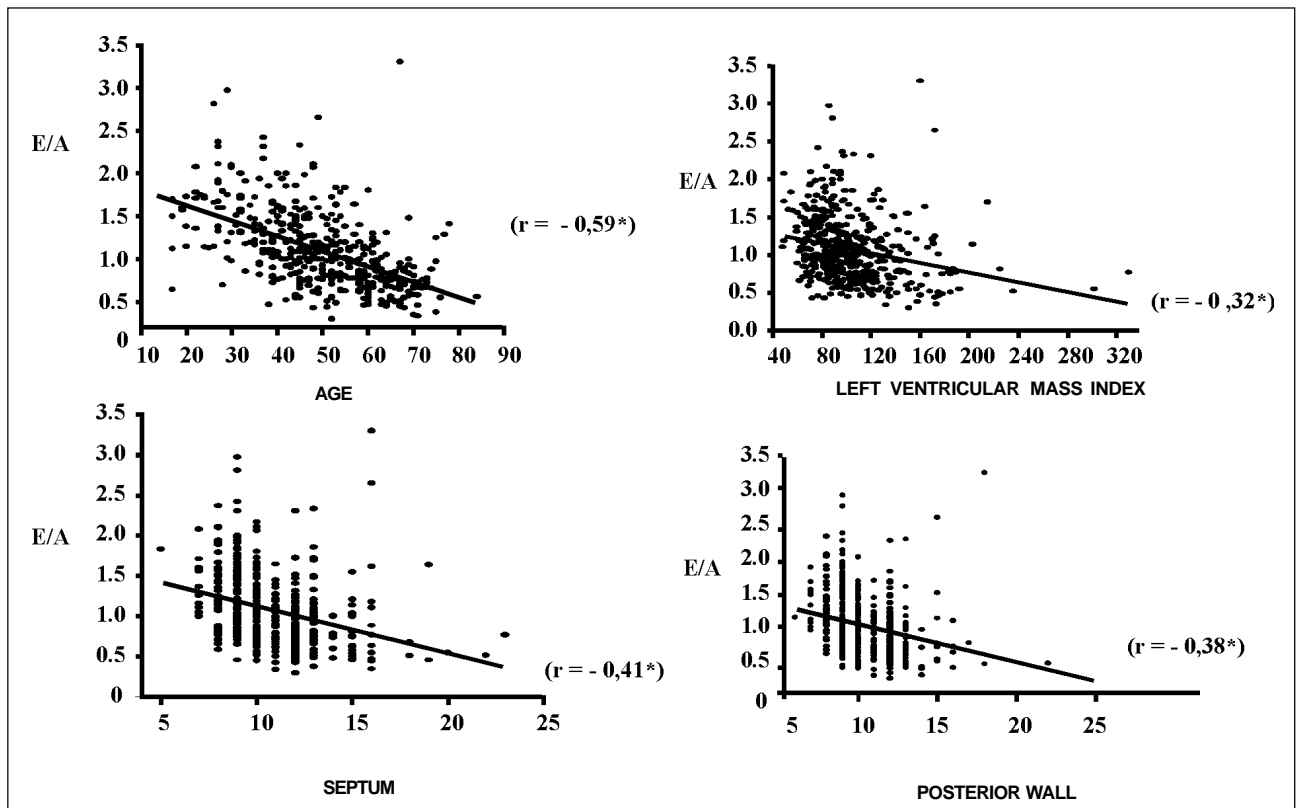 3.5
3.0
2.5
2.0
1.5
1.0
0.5
0
E/A
10 20 30 40 50 60 70 80 90
AGE
(r = - 0,59*)
3.5
3.0
2.5
2.0
1.5
1.0
0.5
0.0
E/A
40 80 120 160 200 240 280 320
LEFT VENTRICULAR MASS INDEX
(r = - 0 ,32*)
3.5
3.0
2.5
2.0
1.5
1.0
0.5
0
E/A
5 10 15 20 25
SEPTUM
(r = - 0,41*)
3.5
3.0
2.5
2.0
1.5
1.0
0.5
0
E/A
5 10 15 20 25
POSTERIOR WALL
(r = - 0,38*)